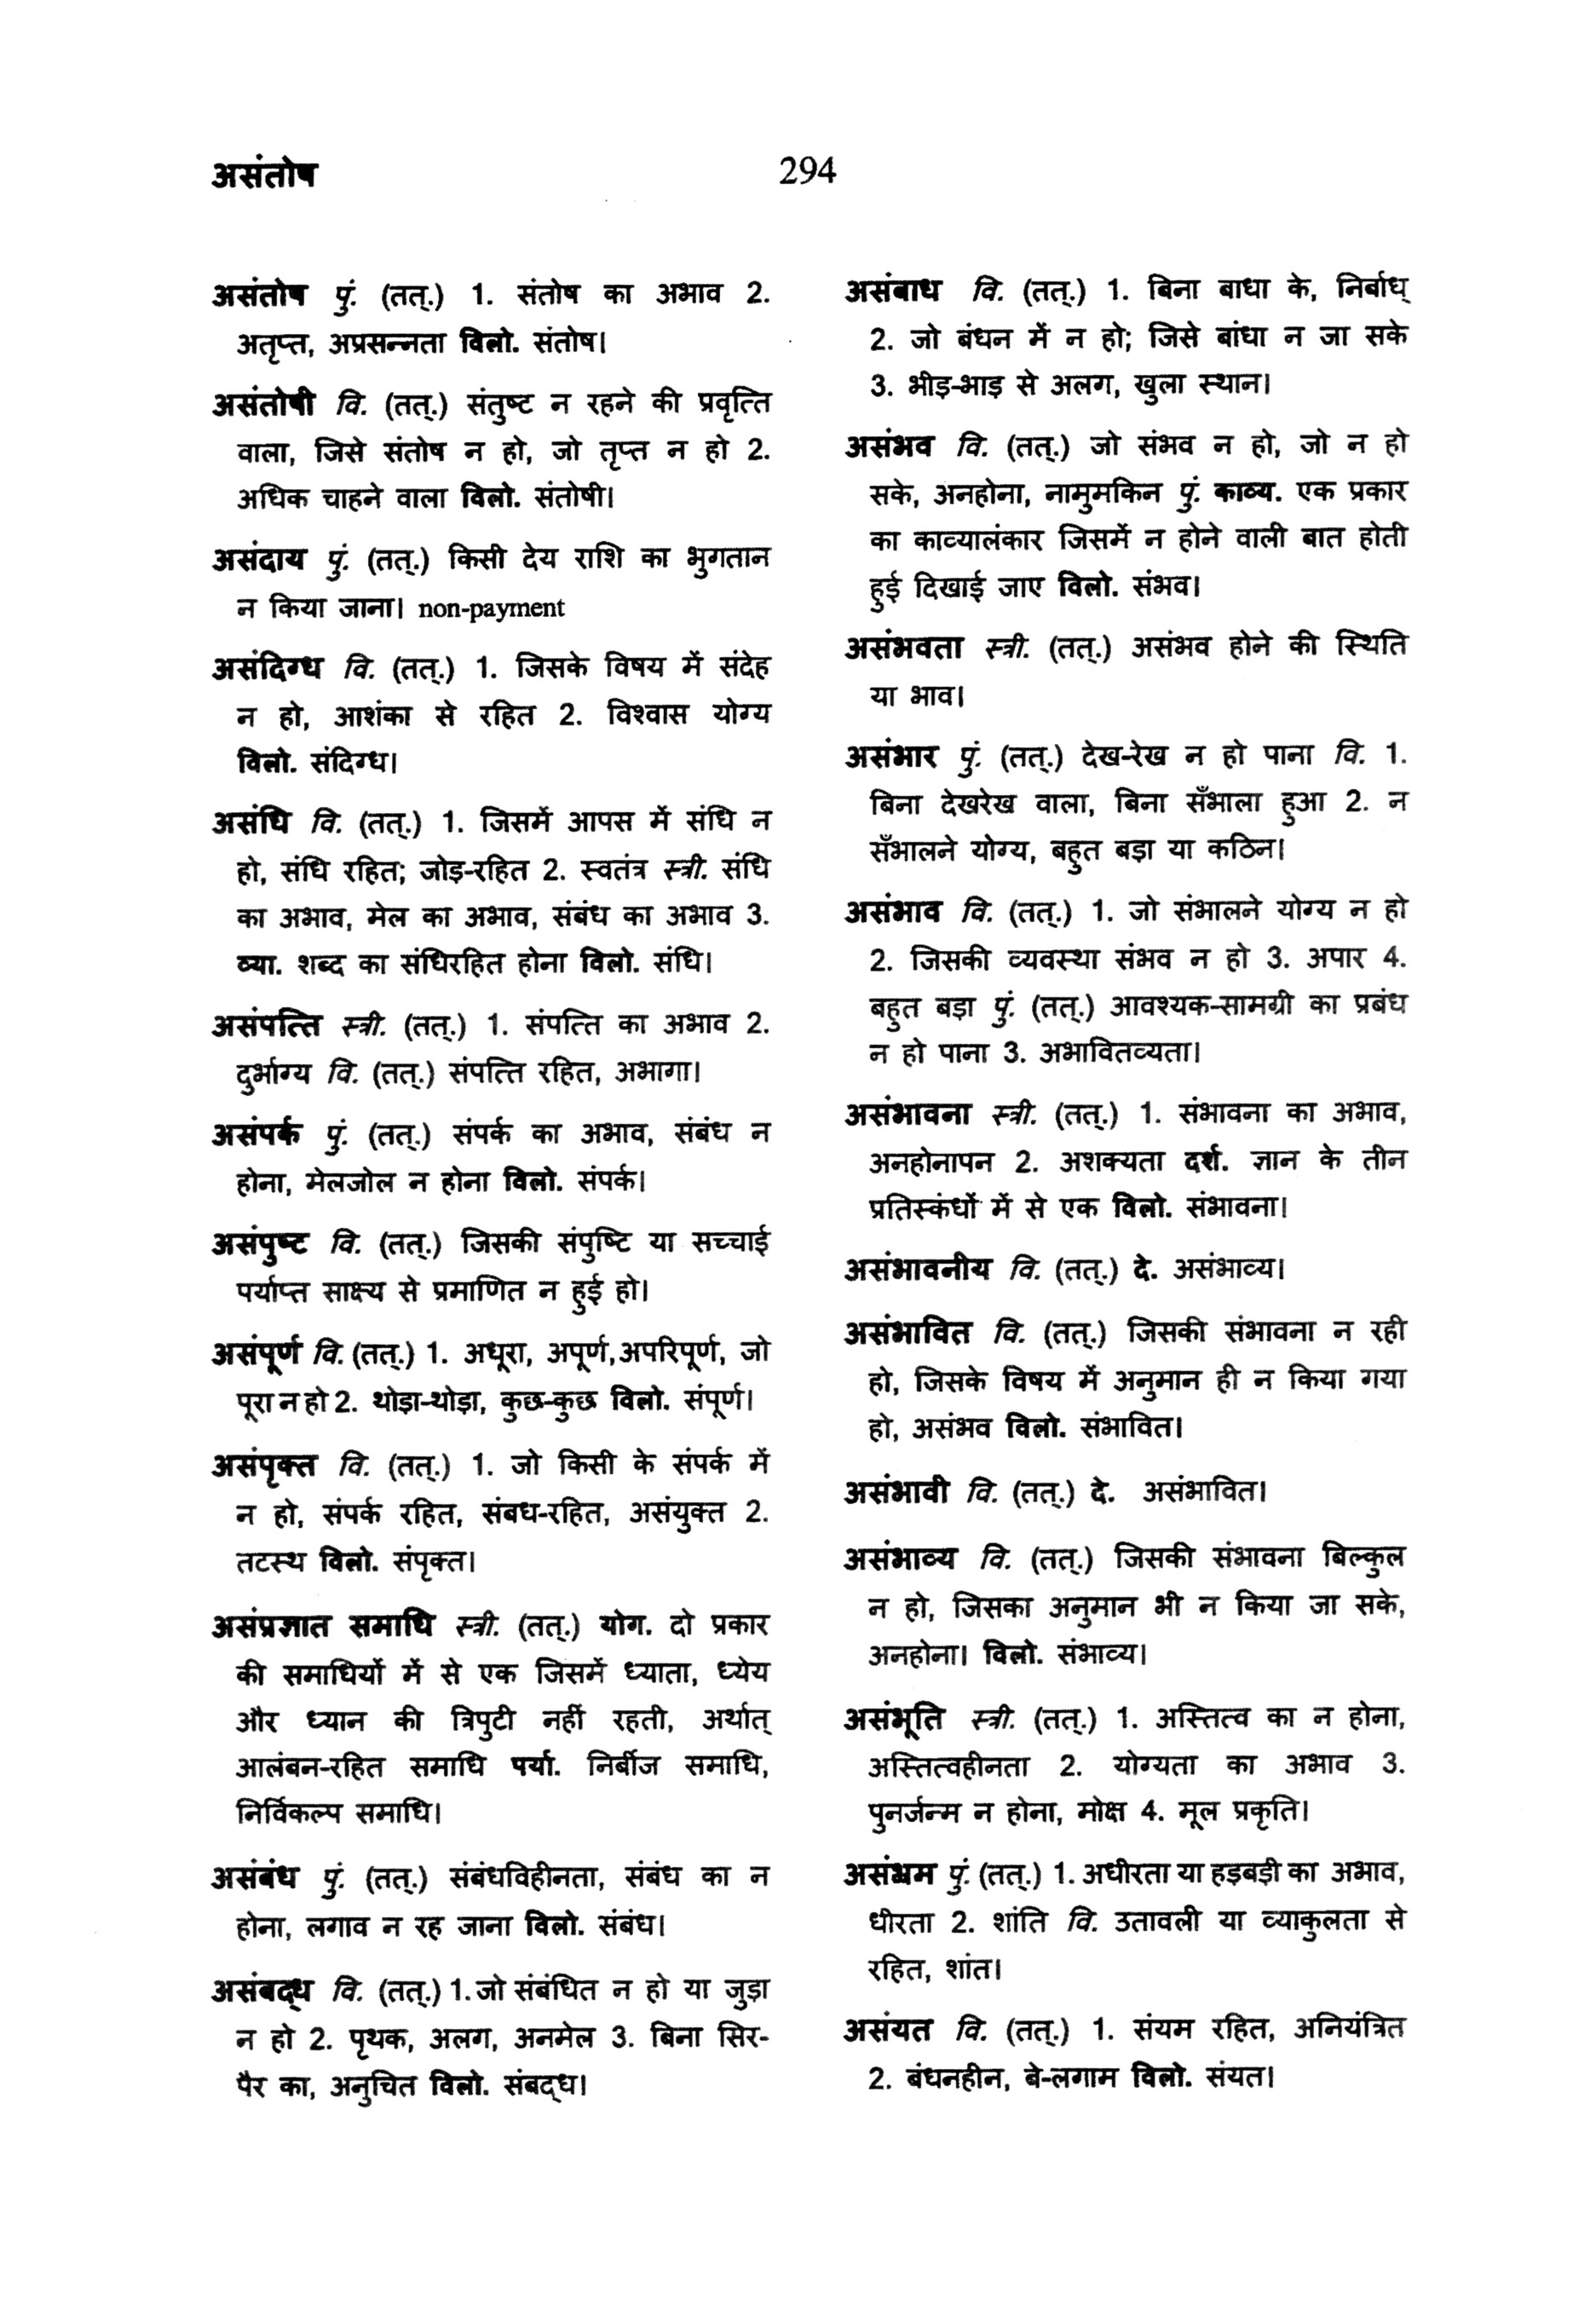 असंतोष
294
असंतोष पुं. (तत्.) 1. संतोष का अभाव 2.
अतृप्त, अप्रसन्नता विलो. संतोष।
असंतोषी वि. (तत्.) संतुष्ट न रहने की प्रवृत्ति
वाला, जिसे संतोष न हो, जो तृप्त न हो 2.
अधिक चाहने वाला विलो. संतोषी।
असंदाय पुं. (तत्.) किसी देय राशि का भुगतान
न किया जाना। non-payment
असंदिग्ध वि. (तत्.) 1. जिसके विषय में संदेह
न हो, आशंका से रहित 2. विश्वास योग्य
विलो. संदिग्ध।
असंधि वि. (तत्.) 1. जिसमें आपस में संधि न
हो, संधि रहित; जोड़-रहित 2. स्वतंत्र स्त्री. संधि
का अभाव, मेल का अभाव, संबंध का अभाव 3.
व्या. शब्द का संधिरहित होना विलो. संधि।
असंपत्ति स्त्री. (तत्.) 1. संपत्ति का अभाव 2.
दुर्भाग्य वि. (तत्.) संपत्ति रहित, अभागा।
असंपर्क पुं. (तत्.) संपर्क का अभाव, संबंध न
होना, मेलजोल न होना विलो. संपर्क।
असंपुष्ट वि. (तत्.) जिसकी संपुष्टि या सच्चाई
पर्याप्त साक्ष्य से प्रमाणित न हुई हो।
असंपूर्ण वि. (तत्.) 1. अधूरा, अपूर्ण,अपरिपूर्ण, जो
पूरा न हो 2. थोड़ा-थोड़ा, कुछ-कुछ विलो. संपूर्ण।
असंपृक्त वि. (तत्.) 1. जो किसी के संपर्क में
न हो, संपर्क रहित, संबध-रहित, असंयुक्त 2.
तटस्थ विलो. संपृक्त।
असंप्रज्ञात समाधि स्त्री. (तत्.) योग. दो प्रकार
की समाधियों में से एक जिसमें ध्याता, ध्येय
और ध्यान की त्रिपुटी नहीं रहती, अर्थात्
आलंबन-रहित समाधि पर्या. निर्बीज समाधि,
निर्विकल्प समाधि।
असंबंध पुं. (तत्.) संबंधविहीनता, संबंध का न
होना, लगाव न रह जाना विलो. संबंध।
असंबद्ध वि. (तत्.) 1. जो संबंधित न हो या जुड़ा
न हो 2. पृथक, अलग, अनमेल 3. बिना सिर-
पैर का, अनुचित विलो. संबद्ध।
असंबाध वि. (तत्.) 1. बिना बाधा के, निर्बाध्
2. जो बंधन में न हो; जिसे बांधा न जा सके
3. भीड़-भाड़ से अलग, खुला स्थान।
असंभव वि. (तत्.) जो संभव न हो, जो न हो
सके, अनहोना, नामुमकिन पुं. काव्य. एक प्रकार
का काव्यालंकार जिसमें न होने वाली बात होती
हुई दिखाई जाए विलो. संभव।
असंभवता स्त्री. (तत्.) असंभव होने की स्थिति
या भाव।
असंभार पुं. (तत्.) देख-रेख न हो पाना वि. 1.
बिना देखरेख वाला, बिना सँभाला हुआ 2. न
सँभालने योग्य, बहुत बड़ा या कठिन।
असंभाव वि. (तत्.) 1. जो संभालने योग्य न हो
2. जिसकी व्यवस्था संभव न हो 3. अपार 4.
बहुत बड़ा पुं. (तत्.) आवश्यक-सामग्री का प्रबंध
न हो पाना 3. अभावितव्यता।
असंभावना स्त्री. (तत्.) 1. संभावना का अभाव,
अनहोनापन 2. अशक्यता दर्श. ज्ञान के तीन
प्रतिस्कंधों में से एक विलो. संभावना।
असंभावनीय वि. (तत्.) दे. असंभाव्य।
असंभावित वि. (तत्.) जिसकी संभावना न रही
हो, जिसके विषय में अनुमान ही न किया गया
हो, असंभव विलो. संभावित।
असंभावी वि. (तत्.) दे. असंभावित।
असंभाव्य वि. (तत्.) जिसकी संभावना बिल्कुल
न हो, जिसका अनुमान भी न किया जा सके,
अनहोना। विलो. संभाव्य।
असंभूति स्त्री. (तत्.) 1. अस्तित्व का न होना,
अस्तित्वहीनता 2. योग्यता का अभाव 3.
पुनर्जन्म न होना, मोक्ष 4. मूल प्रकृति।
असंभ्रम पुं. (तत्.) 1. अधीरता या हड़बड़ी का अभाव,
धीरता 2. शांति वि. उतावली या व्याकुलता से
रहित, शांत।
असंयत वि. (तत्.) 1. संयम रहित, अनियंत्रित
2. बंधनहीन, बे-लगाम विलो. संयत।